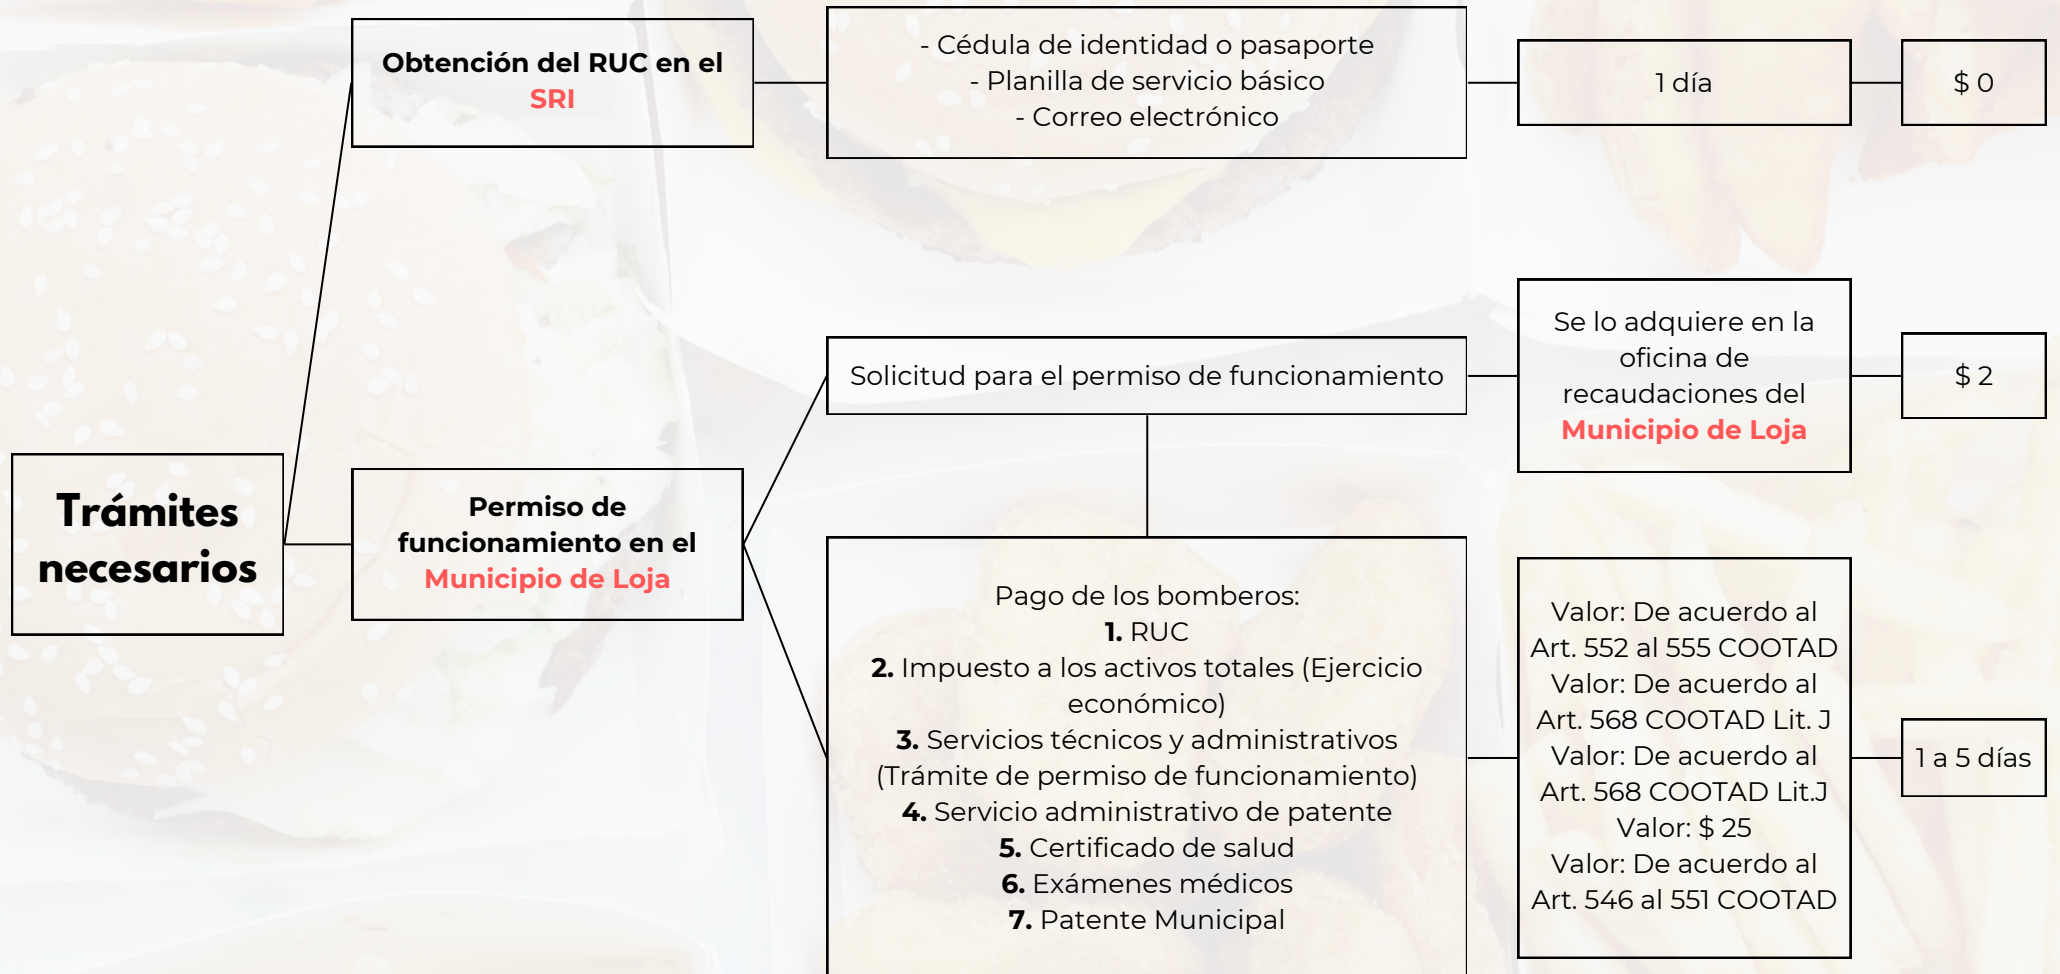 Trámites
necesarios
Obtención del RUC en el
SRI
- Cédula de identidad o pasaporte
- Planilla de servicio básico
- Correo electrónico
1 día
$ 0
Permiso de
funcionamiento en el
Municipio de Loja
Solicitud para el permiso de funcionamiento
Se lo adquiere en la
oficina de
recaudaciones del
Municipio de Loja
$ 2
Pago de los bomberos:
1. RUC
2. Impuesto a los activos totales (Ejercicio
económico)
3. Servicios técnicos y administrativos
(Trámite de permiso de funcionamiento)
4. Servicio administrativo de patente
5. Certificado de salud
6. Exámenes médicos
7. Patente Municipal
Valor: De acuerdo al
Art. 552 al 555 COOTAD
Valor: De acuerdo al
Art. 568 COOTAD Lit. J
Valor: De acuerdo al
Art. 568 COOTAD Lit.J
Valor: $ 25
Valor: De acuerdo al
Art. 546 al 551 COOTAD
1 a 5 días